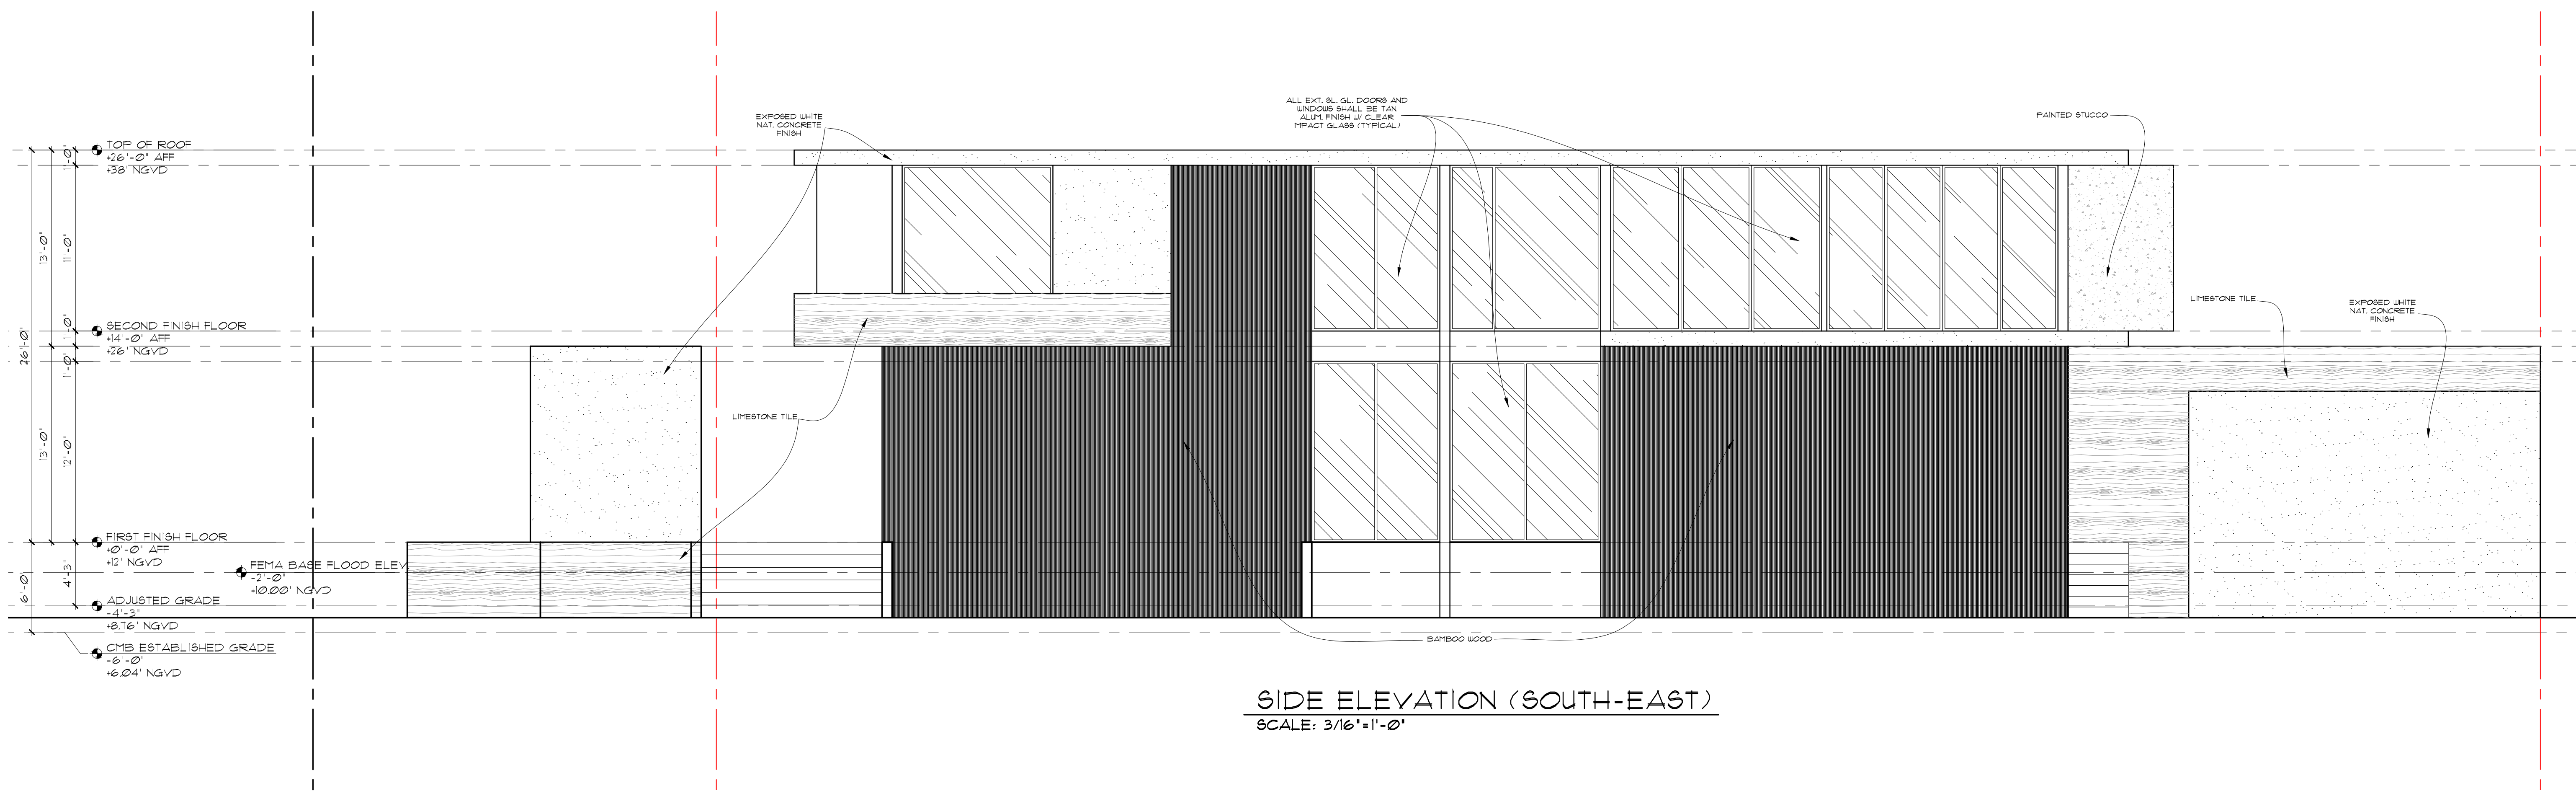 EXPOSED WHITE
NAT. CONCRETE
FINISH
ALL EXT. SL. GL. DOORS AND
WINDOWS SHALL BE TAN
ALUM. FINISH W/ CLEAR
IMPACT GLASS (TYPICAL)
PAINTED STUCCO
TOP OF ROOF
+26'-0" AFF
+38' NGVD
1'-0"
13'-0"
11'-0"
LIMESTONE TILE
EXPOSED WHITE
NAT. CONCRETE
FINISH
SECOND FINISH FLOOR
+14'-0" AFF
+26' NGVD
1'-0"
26'-0"
1'-0"
LIMESTONE TILE
13'-0"
12'-0"
FIRST FINISH FLOOR
+0'-0" AFF
+12' NGVD
FEMA BASE FLOOD ELEV.
-2'-0"
+10.00' NGVD
4'-3"
6'-0"
ADJUSTED GRADE
-4'-3"
+8.76' NGVD
BAMBOO WOOD
CMB ESTABLISHED GRADE
-6'-0"
+6.04' NGVD
SIDE ELEVATION (SOUTH-EAST)
SCALE: 3/16"=1'-0"